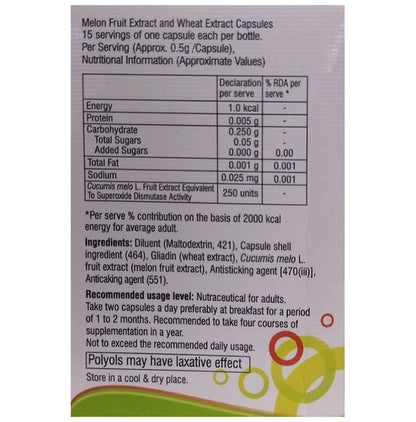 Melon Fruit Extract and Wheat Extract Capsules
15 servings of one capsule each per bottle.
Per Serving (Approx. 0.5g /Capsule),
Nutritional Information (Approximate Values)
Declaration per serve % RDA per serve *
Energy 1.0 kcal -
Protein 0.005 g -
Carbohydrate 0.250 g -
Total Sugars 0.05 g -
Added Sugars 0.000 g 0.00
Total Fat 0.001 g 0.001
Sodium 0.025 mg 0.001
Cucumis melo L. Fruit Extract Equivalent
To Superoxide Dismutase Activity 250 units -
*Per serve % contribution on the basis of 2000 kcal
energy for average adult.
Ingredients: Diluent (Maltodextrin, 421), Capsule shell
ingredient (464), Gliadin (wheat extract), Cucumis melo L.
fruit extract (melon fruit extract), Antisticking agent [470(iii)],
Anticaking agent (551).
Recommended usage level: Nutraceutical for adults.
Take two capsules a day preferably at breakfast for a period
of 1 to 2 months. Recommended to take four courses of
supplementation in a year.
Not to exceed the recommended daily usage.
Polyols may have laxative effect
Store in a cool & dry place.